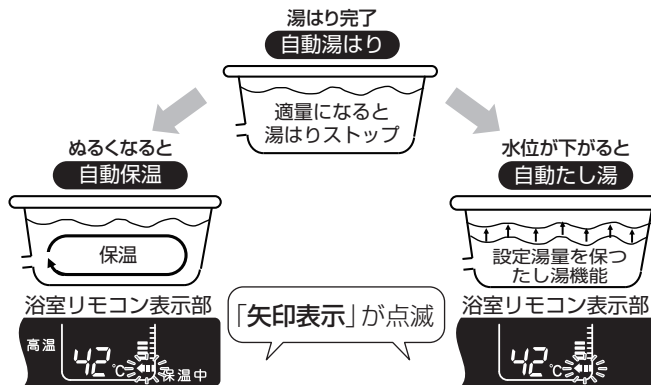 湯はり完了
自動湯はり
適量になると
湯はりストップ
ぬるくなると
自動保温
保温
水位が下がると
自動たし湯
設定湯量を保つ
たし湯機能
浴室リモコン表示部
高温
42℃
保温中
「矢印表示」が点滅
浴室リモコン表示部
42℃